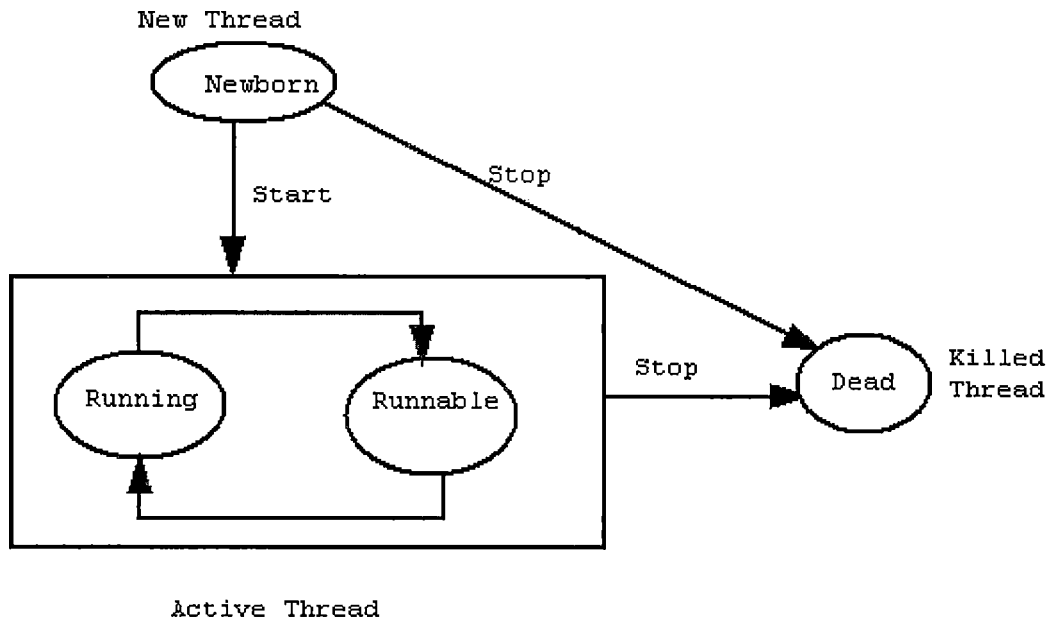 New Thread
Newborn
Stop
Start
Stop
Killed
Thread
Dead
Running
Runnable
Active Thread